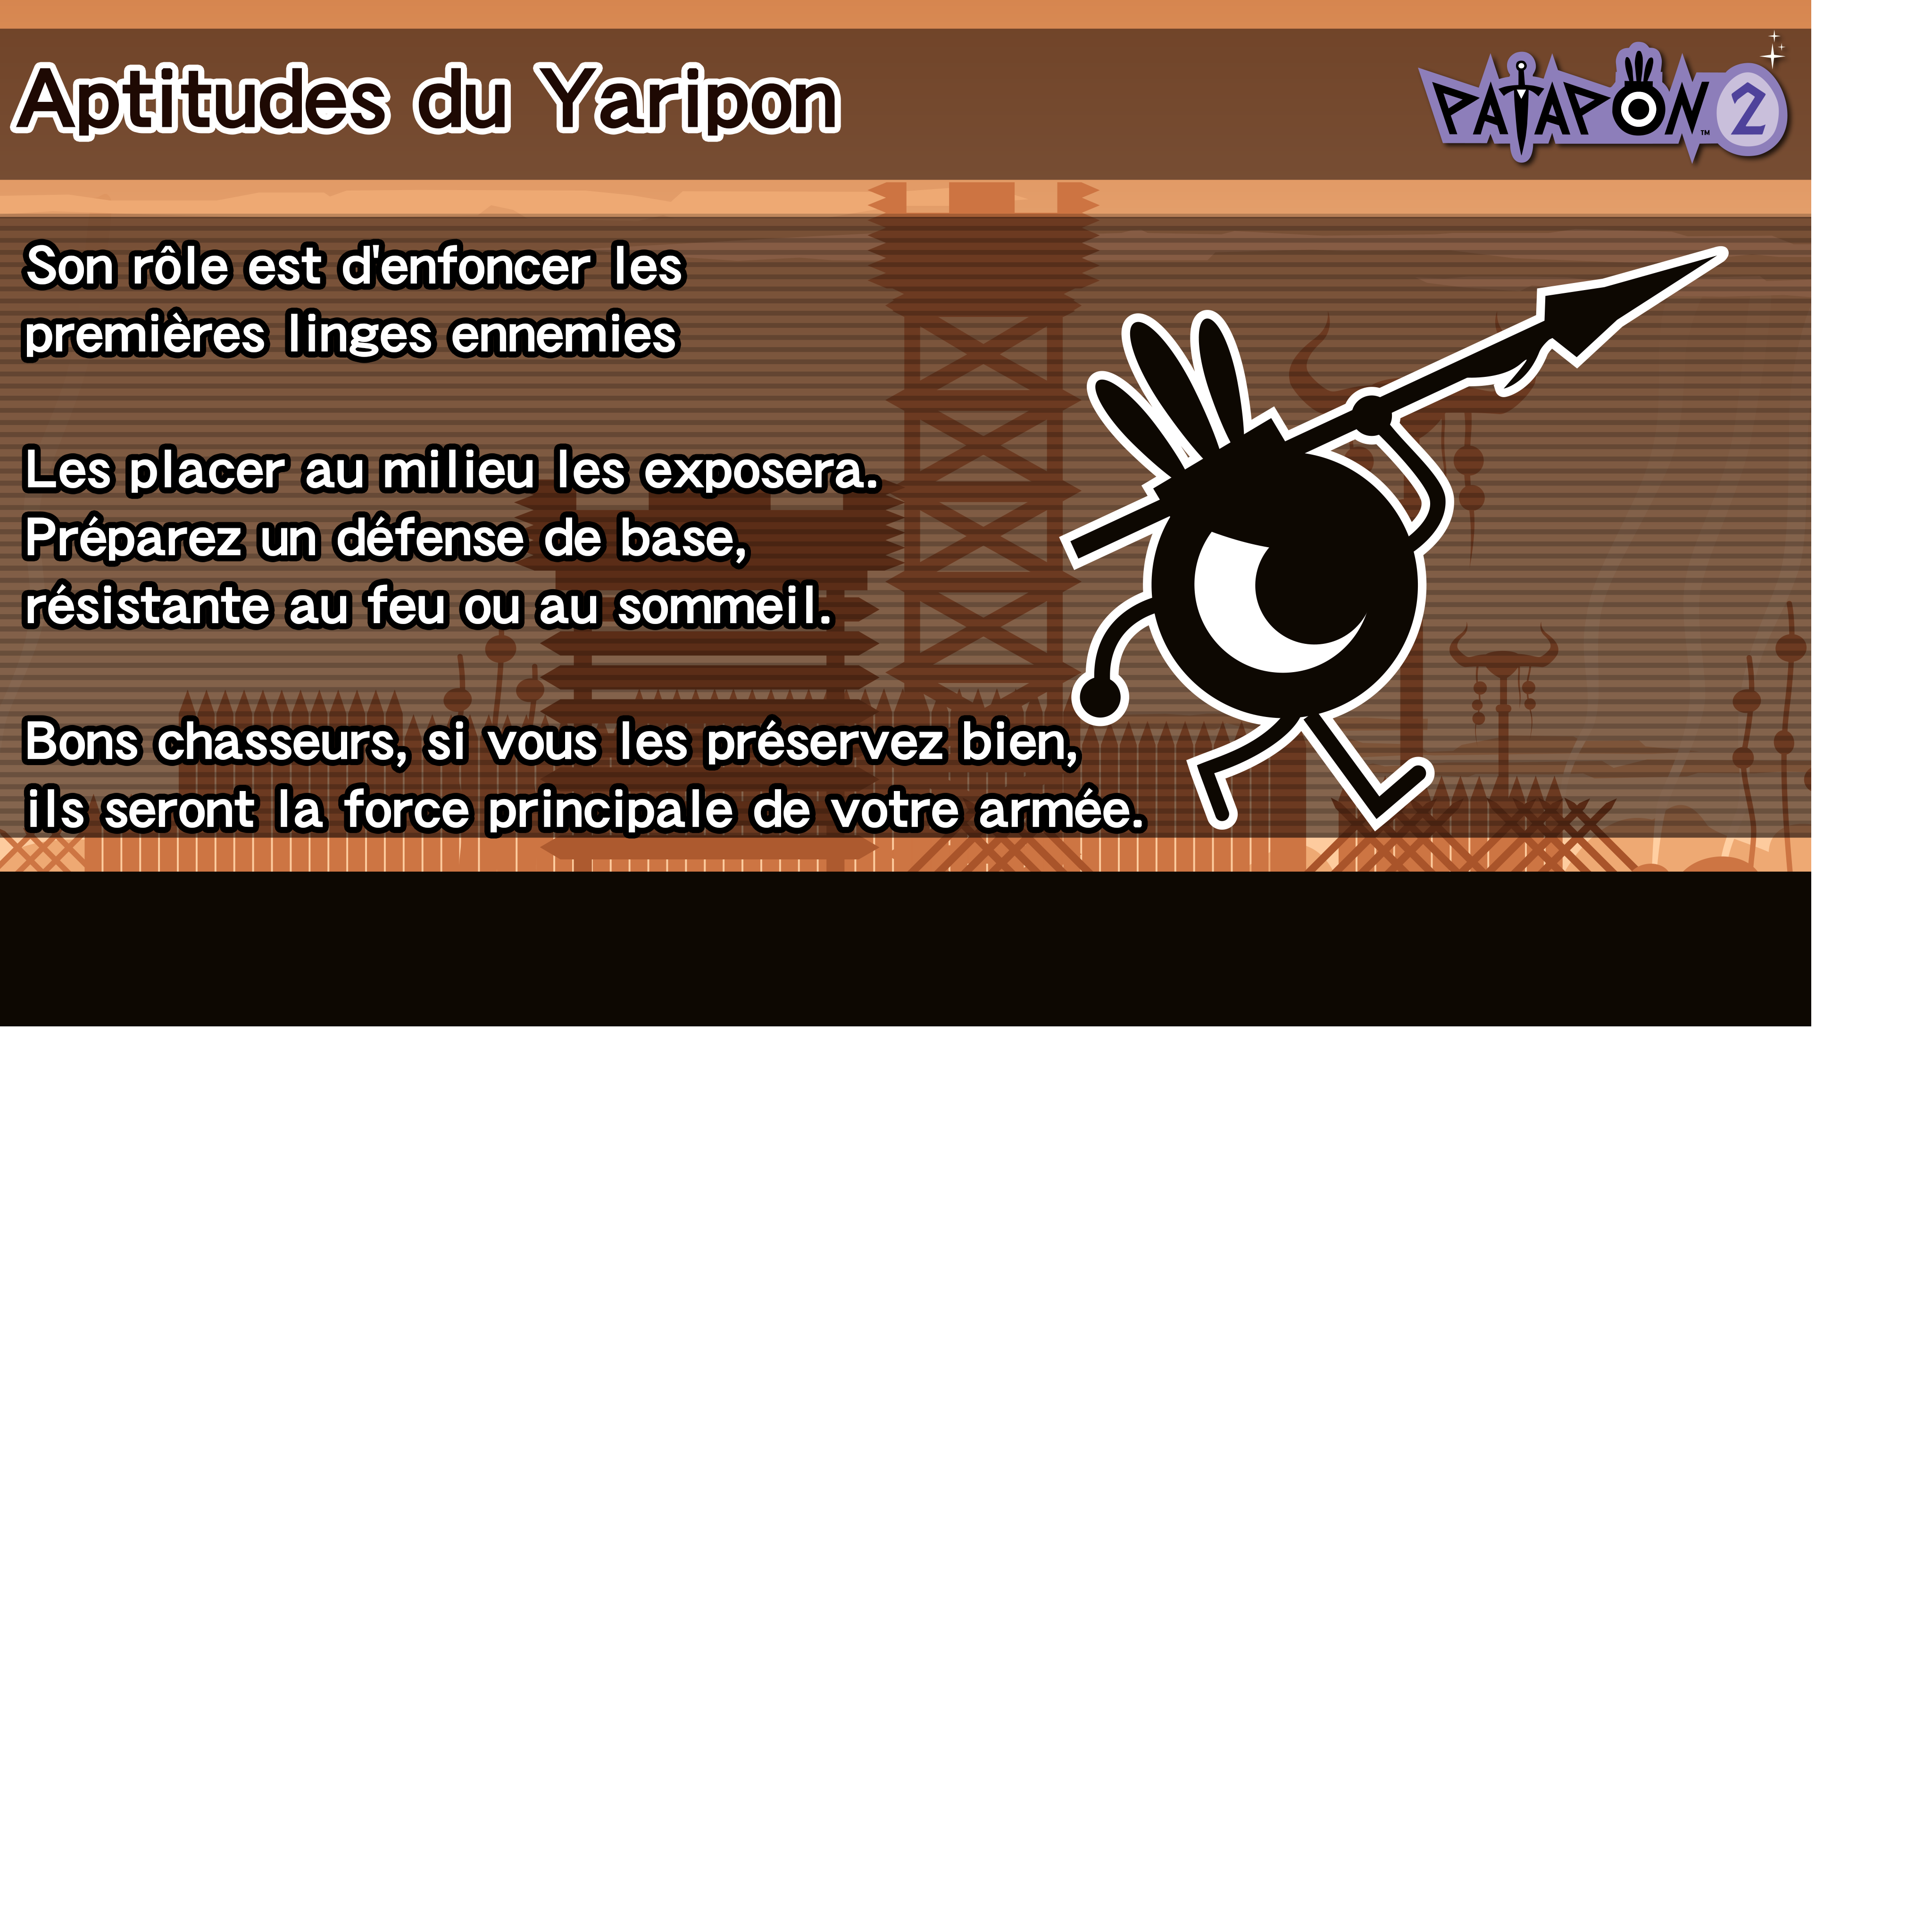 Aptitudes du Yaripon
PATAPON 2
TM
Son rôle est d'enfoncer les
premières linges ennemies
Les placer au milieu les exposera.
Préparez un défense de base,
résistante au feu ou au sommeil.
Bons chasseurs, si vous les préservez bien,
ils seront la force principale de votre armée.